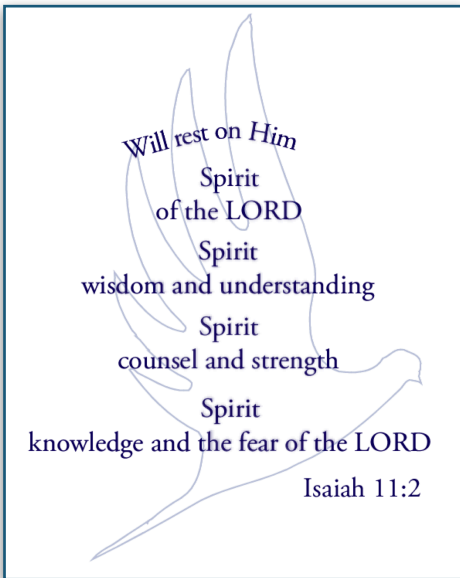 Will rest on Him
Spirit
of the LORD
Spirit
wisdom and understanding
Spirit
counsel and strength
Spirit
knowledge and the fear of the LORD
Isaiah 11:2